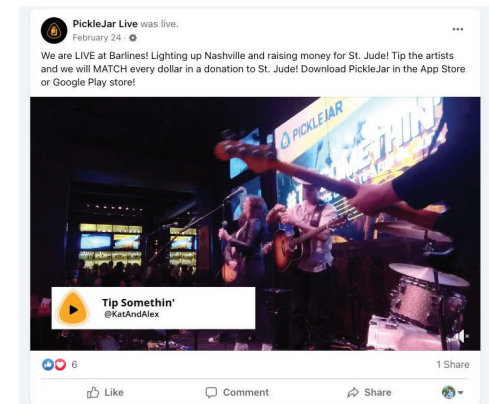 PickleJar Live was live.
February 24 ·
We are LIVE at Barlines! Lighting up Nashville and raising money for St. Jude! Tip the artists
and we will MATCH every dollar in a donation to St. Jude! Download PickleJar in the App Store
or Google Play store!
PICKLEJAR
Tip Somethin'
@KatAndAlex
6
1 Share
Like
Comment
Share